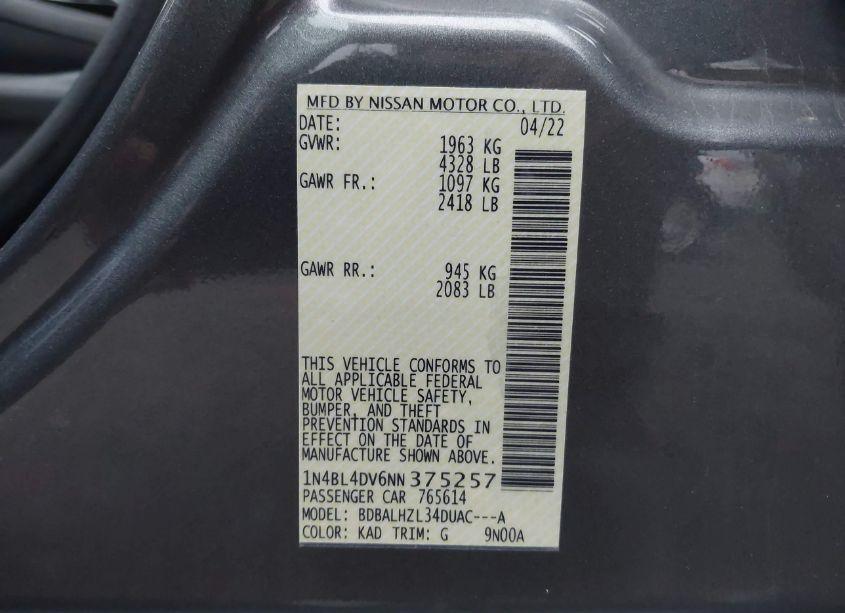 MFD BY NISSAN MOTOR CO., LTD.
DATE: 04/22
GVWR: 1963 KG
4328 LB
GAWR FR.: 1097 KG
2418 LB
GAWR RR.: 945 KG
2083 LB
THIS VEHICLE CONFORMS TO
ALL APPLICABLE FEDERAL
MOTOR VEHICLE SAFETY,
BUMPER, AND THEFT
PREVENTION STANDARDS IN
EFFECT ON THE DATE OF
MANUFACTURE SHOWN ABOVE.
1N4BL4DV6NN375257
PASSENGER CAR 765614
MODEL: BDBALHZL34DUAC---A
COLOR: KAD TRIM: G 9N00A